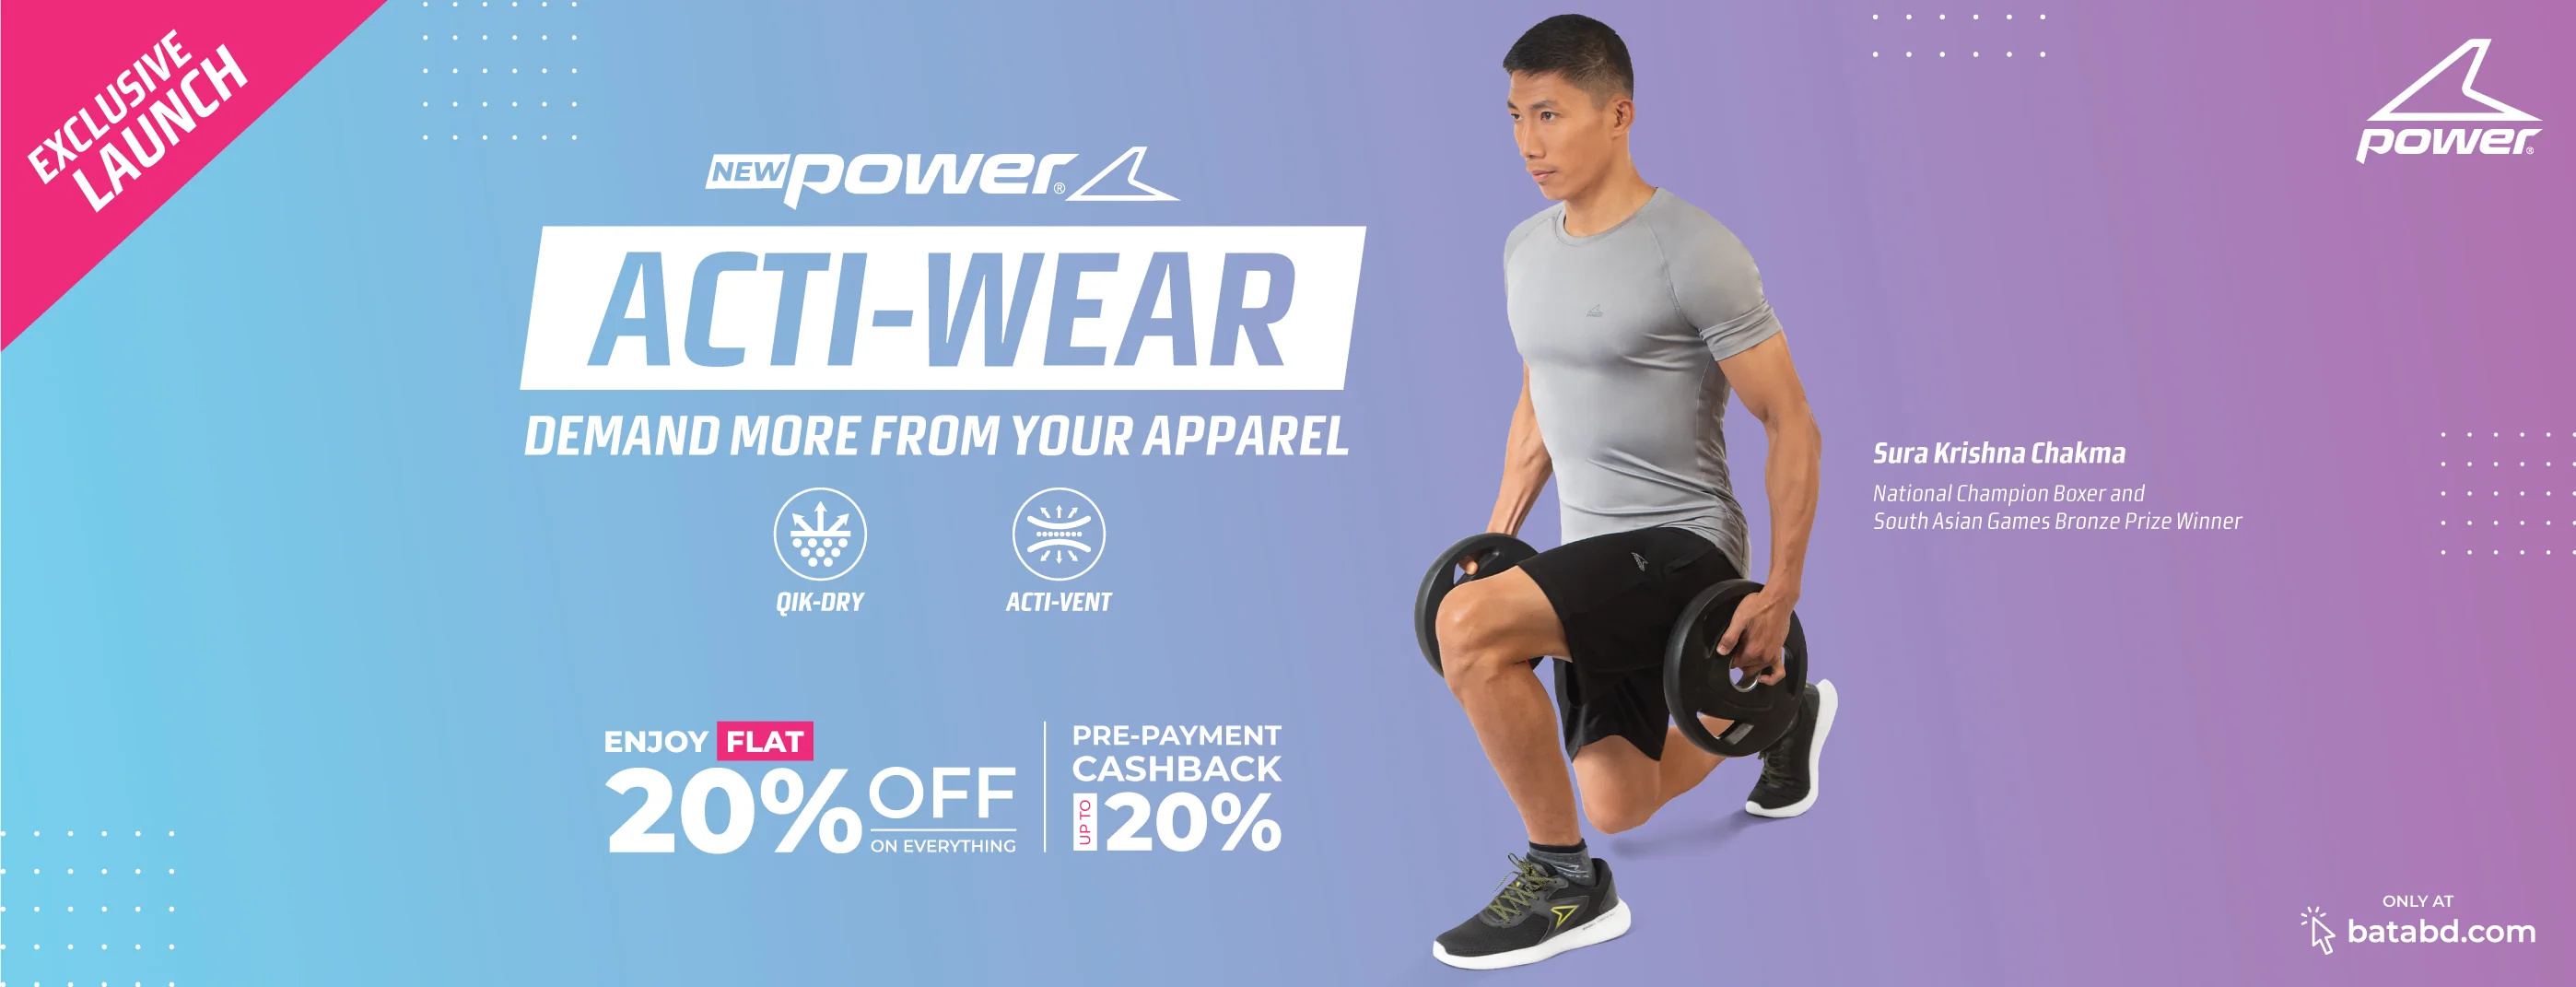 EXCLUSIVE
LAUNCH
NEW power®
ACTI-WEAR
DEMAND MORE FROM YOUR APPAREL
QIK-DRY
ACTI-VENT
ENJOY FLAT
20% OFF
ON EVERYTHING
PRE-PAYMENT
CASHBACK
UP TO 20%
power®
Sura Krishna Chakma
National Champion Boxer and
South Asian Games Bronze Prize Winner
ONLY AT
batabd.com